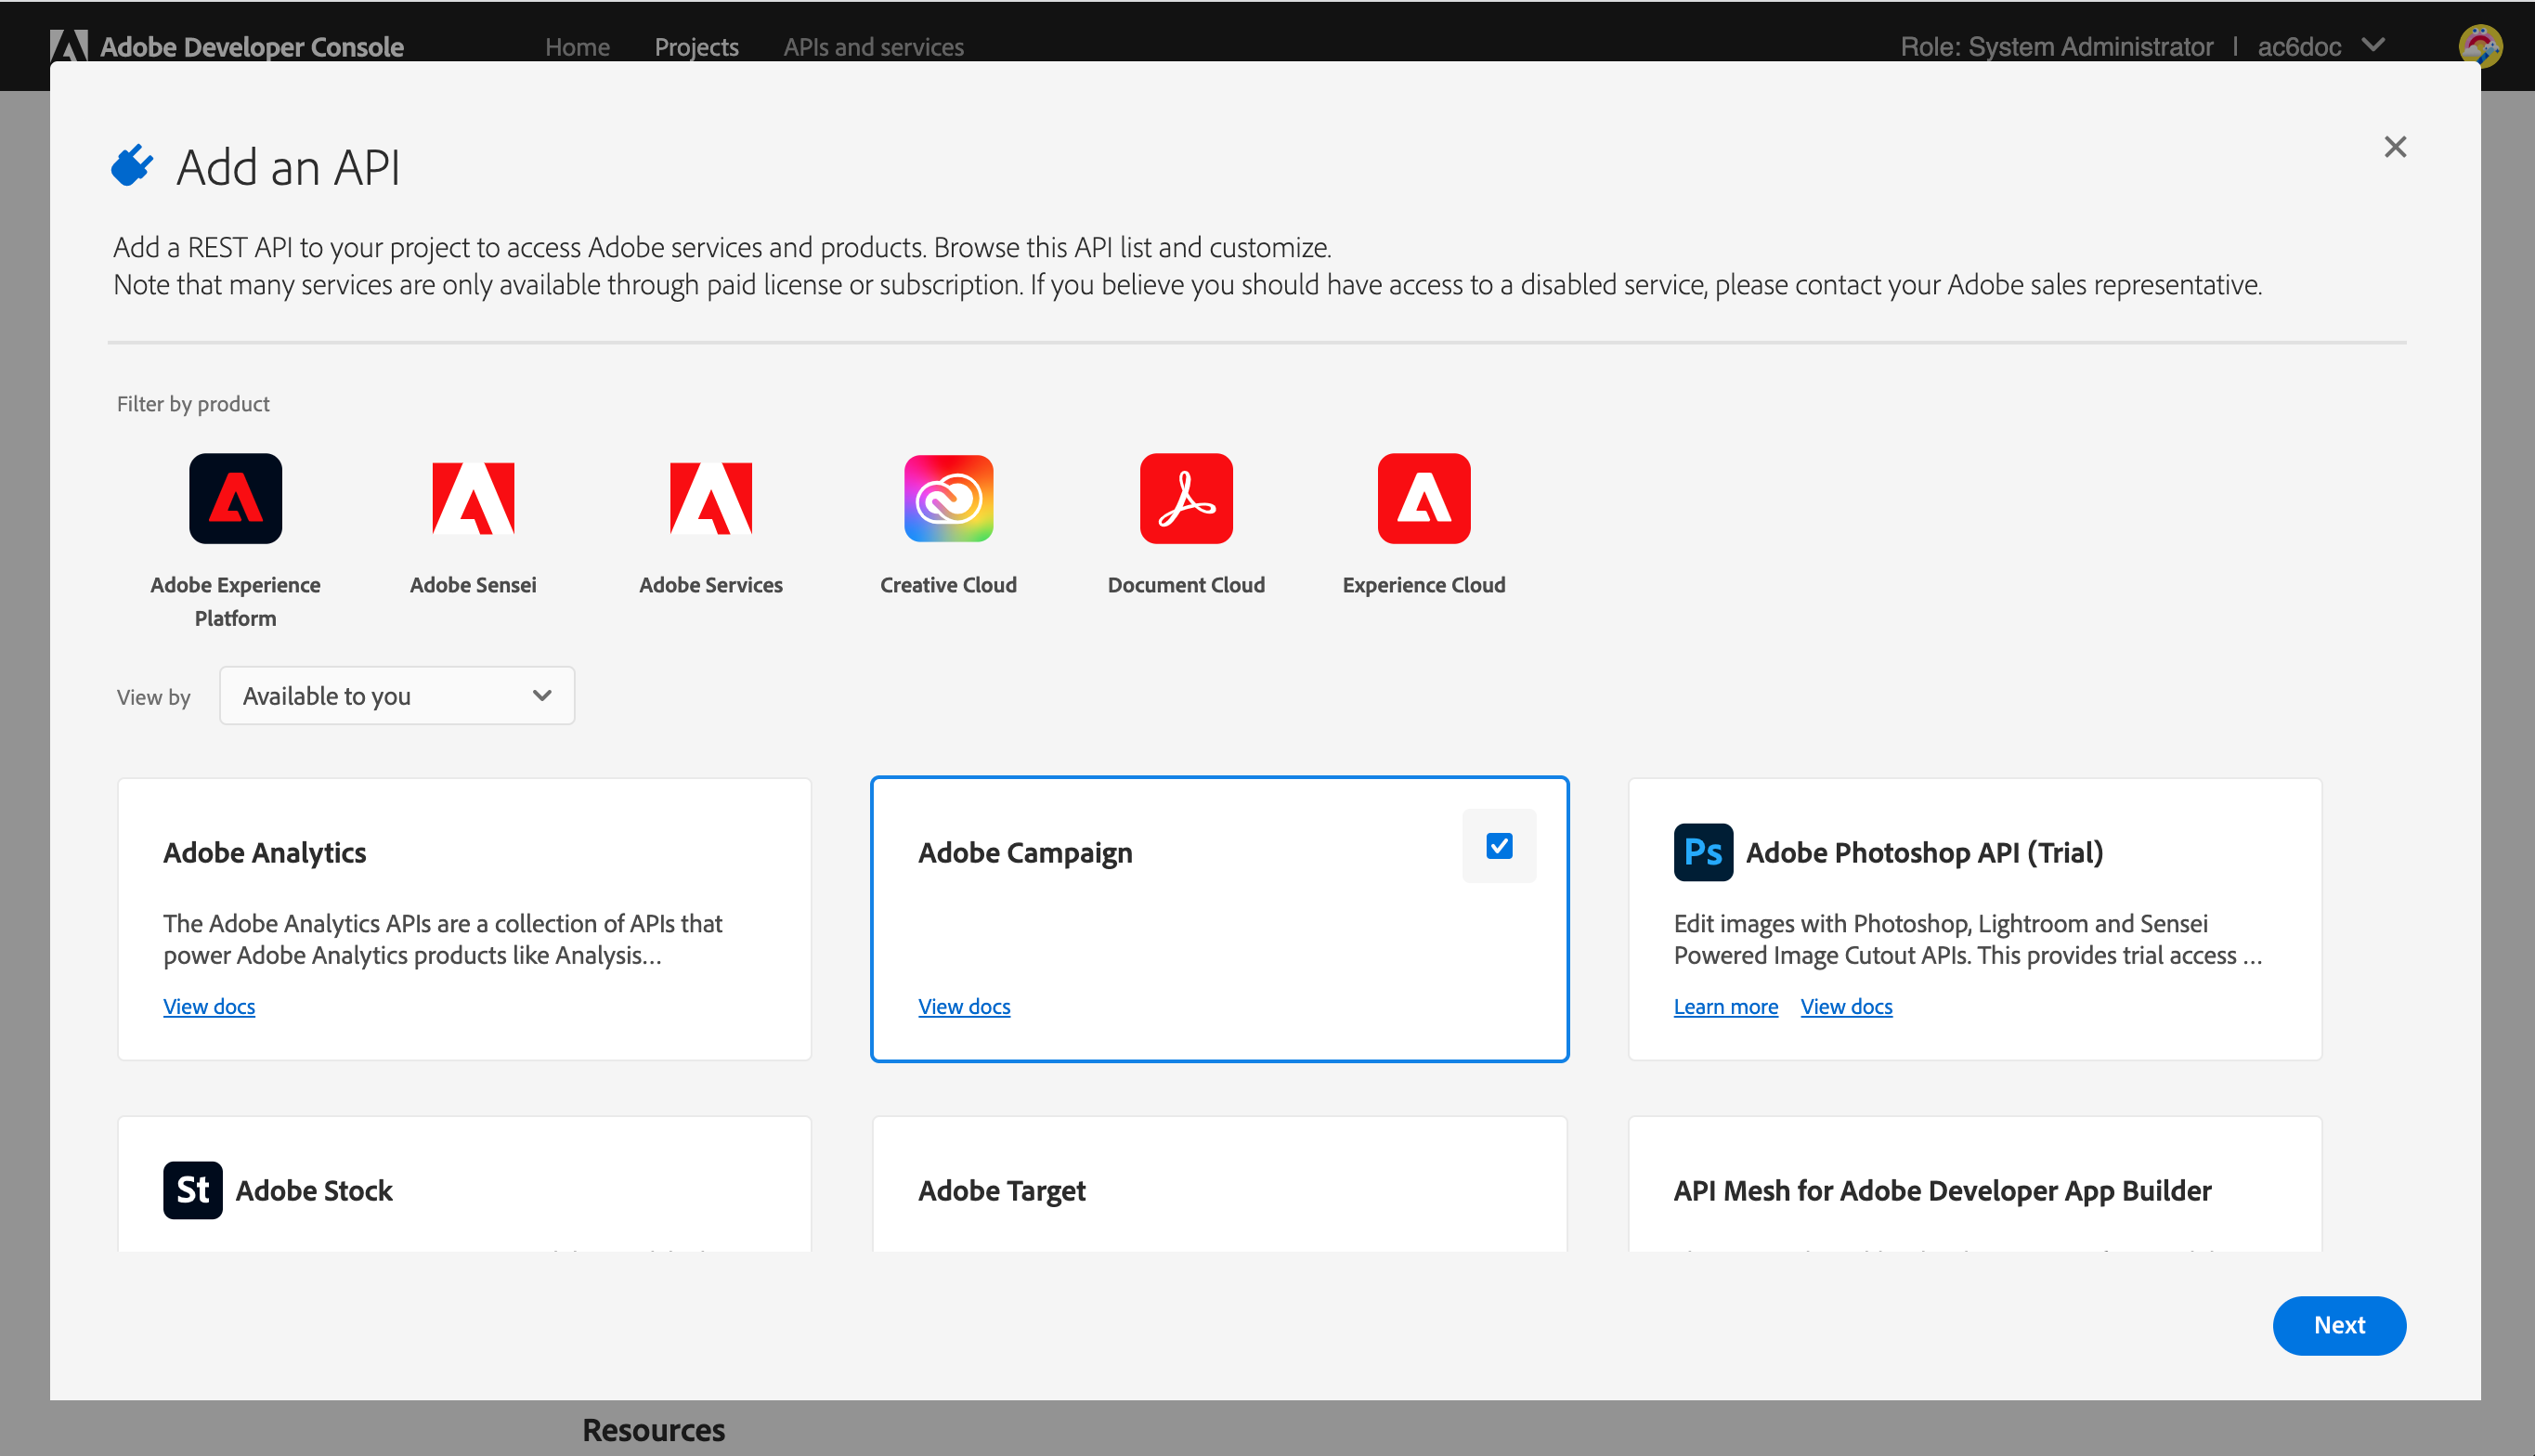 Adobe Developer Console
Home
Projects
APIs and services
Role: System Administrator | ac6doc
Add an API
Add a REST API to your project to access Adobe services and products. Browse this API list and customize.
Note that many services are only available through paid license or subscription. If you believe you should have access to a disabled service, please contact your Adobe sales representative.
Filter by product
Adobe Experience
Platform
Adobe Sensei
Adobe Services
Creative Cloud
Document Cloud
Experience Cloud
View by
Available to you
Adobe Analytics
The Adobe Analytics APIs are a collection of APIs that
power Adobe Analytics products like Analysis...
View docs
Adobe Campaign
View docs
Ps
Adobe Photoshop API (Trial)
Edit images with Photoshop, Lightroom and Sensei
Powered Image Cutout APIs. This provides trial access ...
Learn more
View docs
St
Adobe Stock
Adobe Target
API Mesh for Adobe Developer App Builder
Next
Resources